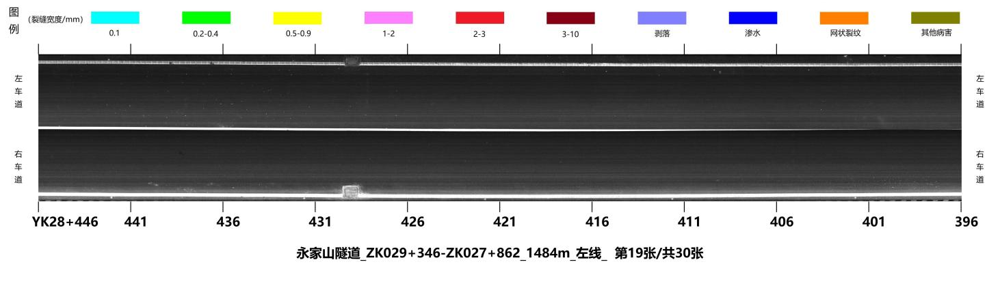 图例
(裂缝宽度/mm)
0.1 0.2-0.4 0.5-0.9 1-2 2-3 3-10 剥落 渗水 网状裂纹 其他病害
左车道 左车道
右车道 右车道
YK28+446 441 436 431 426 421 416 411 406 401 396
永家山隧道_ZK029+346-ZK027+862_1484m_左线_ 第19张/共30张